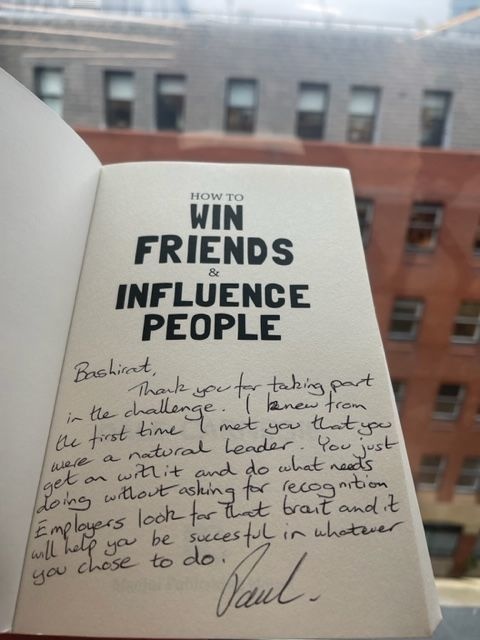 HOW TO
WIN
FRIENDS
&
INFLUENCE
PEOPLE
Bashirat,
Thank you for taking part
in the challenge. I knew from
the first time I met you that you
were a natural leader. You just
get on with it and do what needs
doing without asking for recognition
Employers look for that trait and it
will help you be succesful in whatever
you chose to do.
Paul.